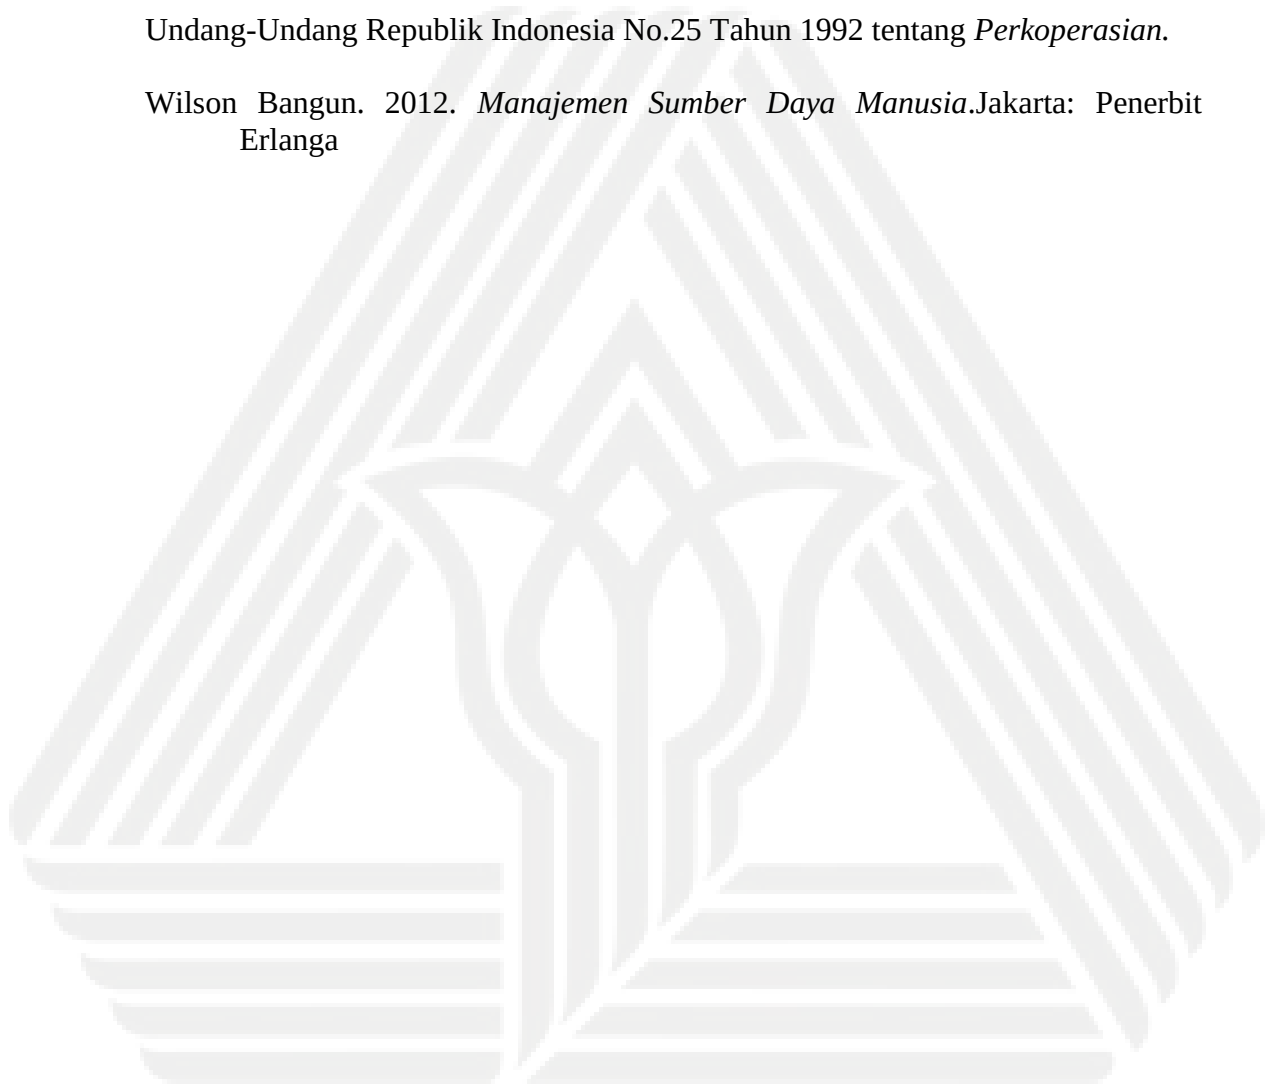 Undang-Undang Republik Indonesia No.25 Tahun 1992 tentang Perkoperasian.
Wilson Bangun. 2012. Manajemen Sumber Daya Manusia.Jakarta: Penerbit
Erlanga